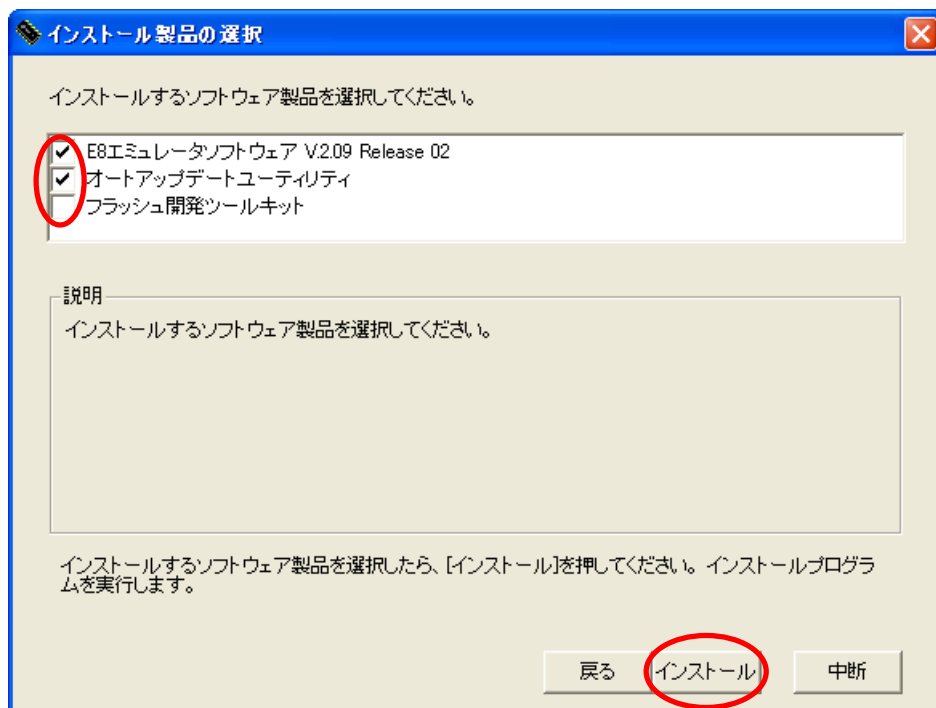 インストール製品の選択
インストールするソフトウェア製品を選択してください。
E8エミュレータソフトウェア V.2.09 Release 02
オートアップデートユーティリティ
フラッシュ開発ツールキット
説明
インストールするソフトウェア製品を選択してください。
インストールするソフトウェア製品を選択したら、[インストール]を押してください。インストールプログラ
ムを実行します。
戻る インストール 中断